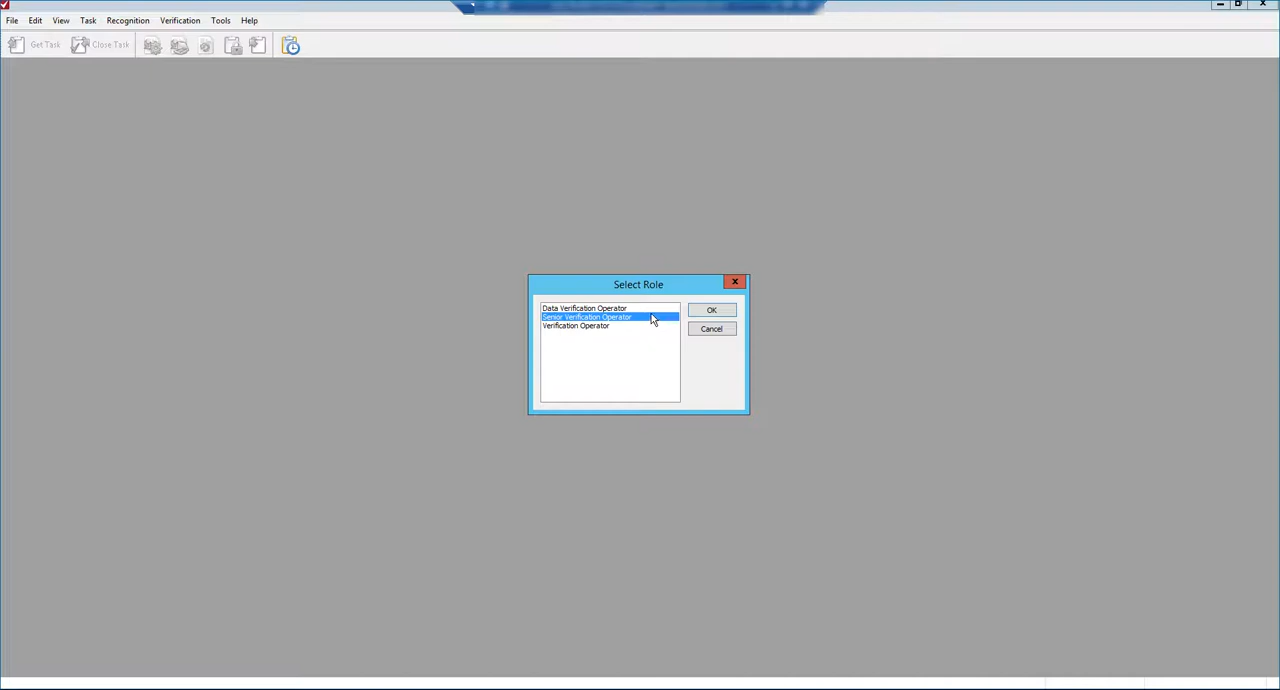 File Edit View Task Recognition Verification Tools Help
Get Task Close Task
Select Role
Data Verification Operator
Senior Verification Operator
Verification Operator
OK
Cancel